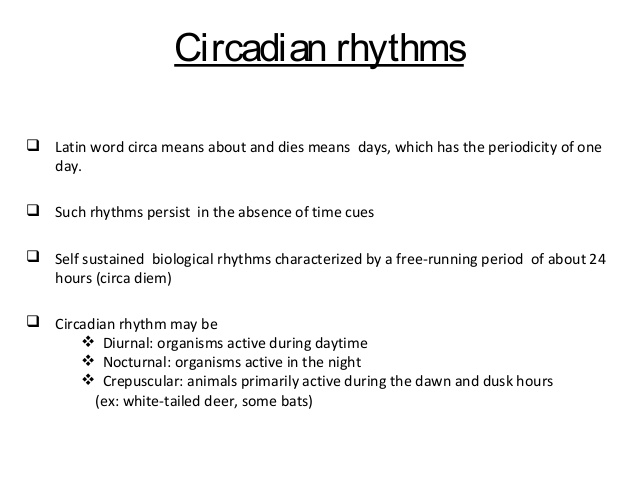 Circadian rhythms
❑ Latin word circa means about and dies means days, which has the periodicity of one
day.
❑ Such rhythms persist in the absence of time cues
❑ Self sustained biological rhythms characterized by a free-running period of about 24
hours (circa diem)
❑ Circadian rhythm may be
❖ Diurnal: organisms active during daytime
❖ Nocturnal: organisms active in the night
❖ Crepuscular: animals primarily active during the dawn and dusk hours
(ex: white-tailed deer, some bats)